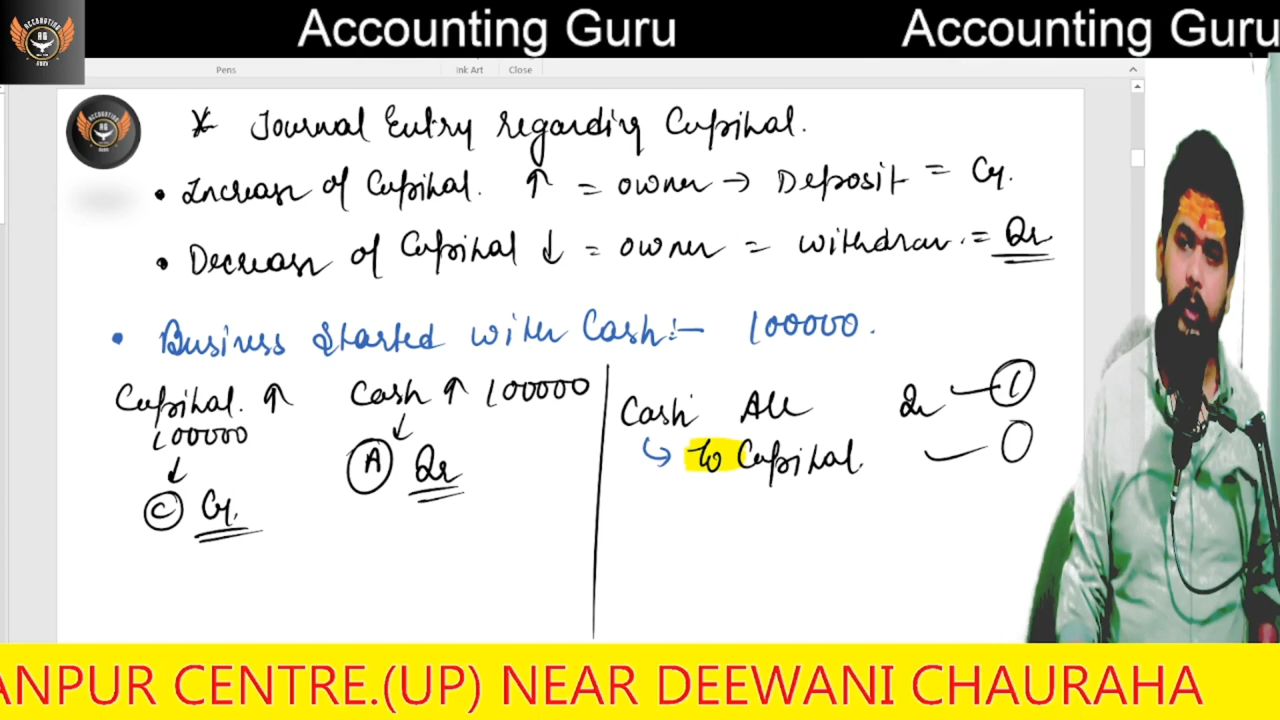 Accounting Guru Accounting Guru
Pens Ink Art Close
* Journal Entry regarding Capital.
• Increase of Capital. ↑ = owner → Deposit = Cr.
• Decrease of Capital ↓ = owner = withdraw. = Dr
• Business Started with Cash:- 100000.
Capital. ↑ Cash ↑ 100000
100000
(A) Dr
(C) Cr.
Cash A/c Dr — (1)
to Capital. —
ANPUR CENTRE.(UP) NEAR DEEWANI CHAURAHA